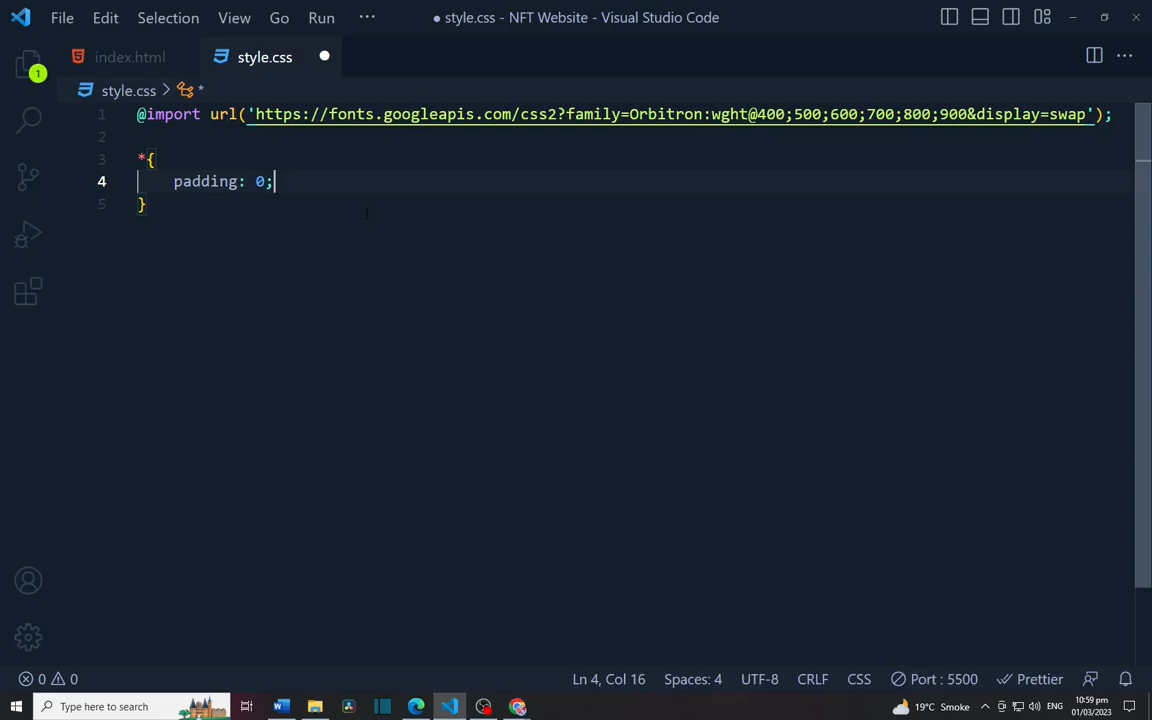 File Edit Selection View Go Run ··· ● style.css - NFT Website - Visual Studio Code
index.html style.css
style.css > *
1 @import url('https://fonts.googleapis.com/css2?family=Orbitron:wght@400;500;600;700;800;900&display=swap');
2
3 *{
4 padding: 0;
5 }
1
0 0 Ln 4, Col 16 Spaces: 4 UTF-8 CRLF CSS Port : 5500 Prettier
Type here to search 19°C Smoke ENG 10:59 pm
01/03/2023